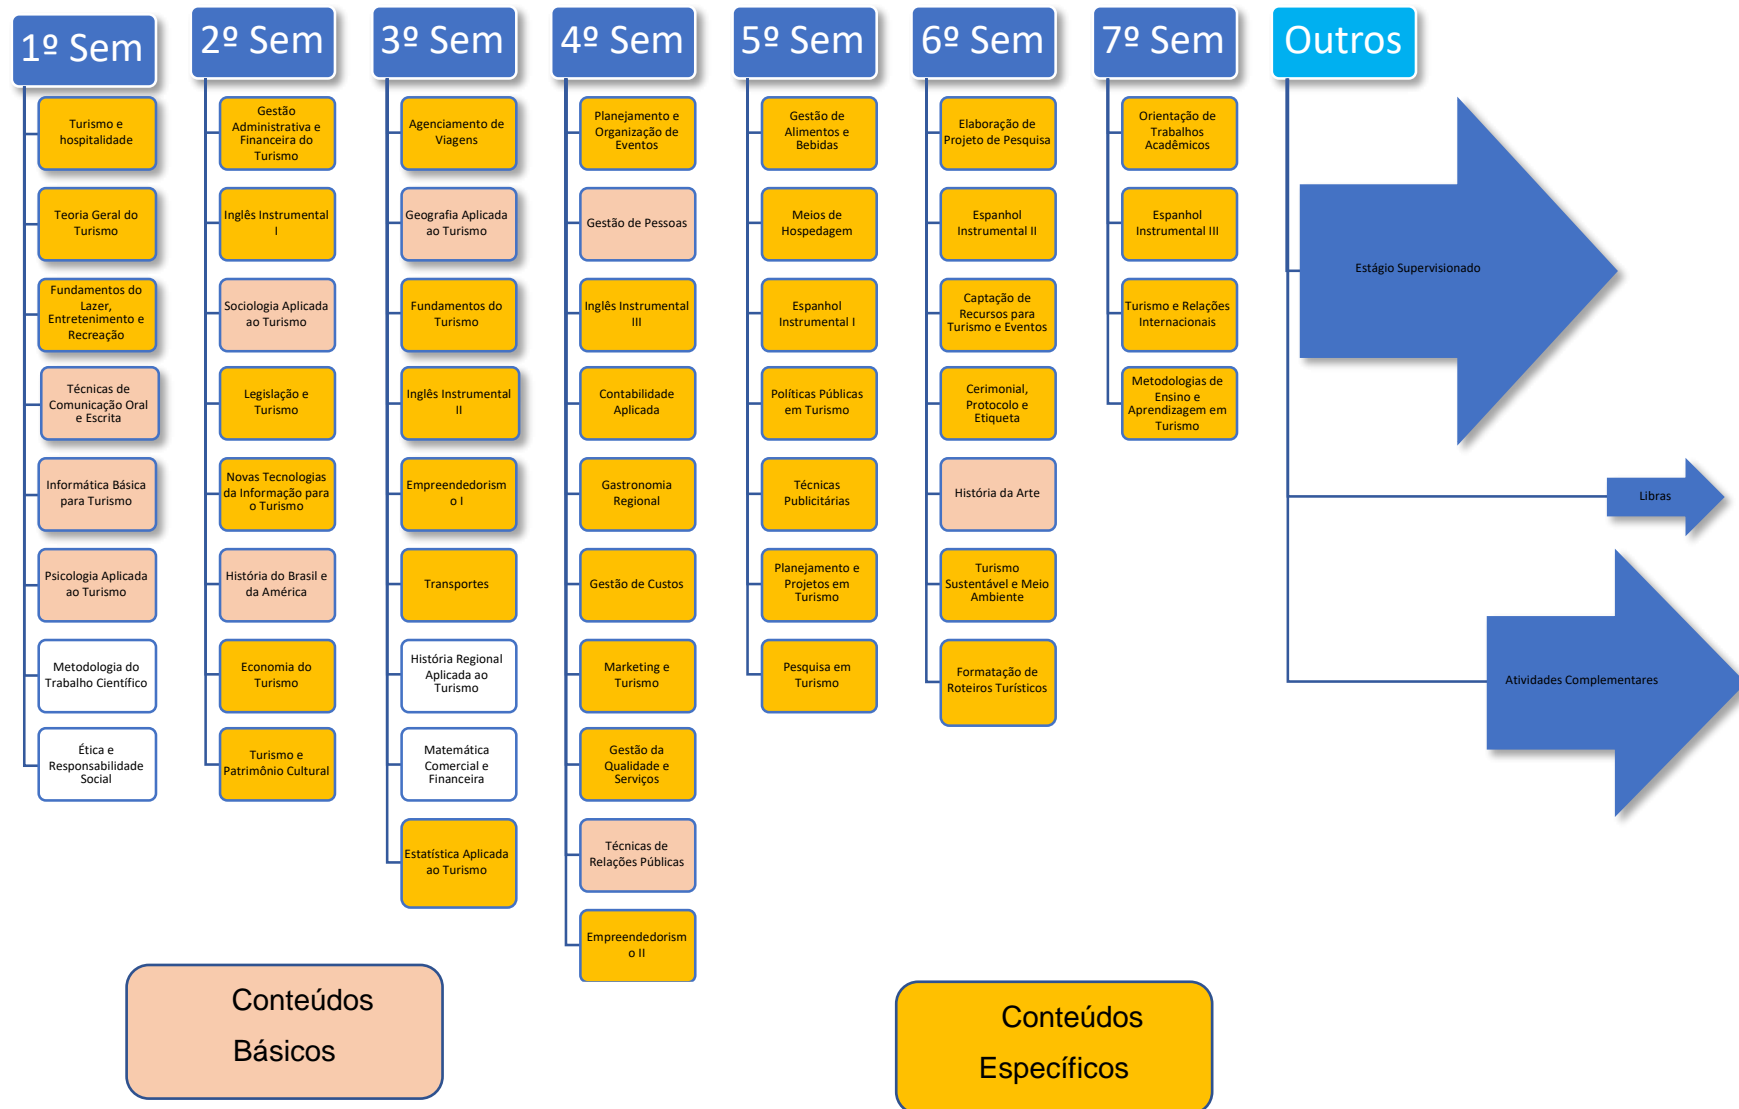 1º Sem
Turismo e
hospitalidade
Teoria Geral do
Turismo
Fundamentos do
Lazer,
Entretenimento e
Recreação
Técnicas de
Comunicação Oral
e Escrita
Informática Básica
para Turismo
Psicologia Aplicada
ao Turismo
Metodologia do
Trabalho Científico
Ética e
Responsabilidade
Social
2º Sem
Gestão
Administrativa e
Financeira do
Turismo
Inglês Instrumental
I
Sociologia Aplicada
ao Turismo
Legislação e
Turismo
Novas Tecnologias
da Informação para
o Turismo
História do Brasil e
da América
Economia do
Turismo
Turismo e
Patrimônio Cultural
3º Sem
Agenciamento de
Viagens
Geografia Aplicada
ao Turismo
Fundamentos do
Turismo
Inglês Instrumental
II
Empreendedorism
o I
Transportes
História Regional
Aplicada ao
Turismo
Matemática
Comercial e
Financeira
Estatística Aplicada
ao Turismo
4º Sem
Planejamento e
Organização de
Eventos
Gestão de Pessoas
Inglês Instrumental
III
Contabilidade
Aplicada
Gastronomia
Regional
Gestão de Custos
Marketing e
Turismo
Gestão da
Qualidade e
Serviços
Técnicas de
Relações Públicas
Empreendedorism
o II
5º Sem
Gestão de
Alimentos e
Bebidas
Meios de
Hospedagem
Espanhol
Instrumental I
Políticas Públicas
em Turismo
Técnicas
Publicitárias
Planejamento e
Projetos em
Turismo
Pesquisa em
Turismo
6º Sem
Elaboração de
Projeto de Pesquisa
Espanhol
Instrumental II
Captação de
Recursos para
Turismo e Eventos
Cerimonial,
Protocolo e
Etiqueta
História da Arte
Turismo
Sustentável e Meio
Ambiente
Formatação de
Roteiros Turísticos
7º Sem
Orientação de
Trabalhos
Acadêmicos
Espanhol
Instrumental III
Turismo e Relações
Internacionais
Metodologias de
Ensino e
Aprendizagem em
Turismo
Outros
Estágio Supervisionado
Libras
Atividades Complementares
Conteúdos
Básicos
Conteúdos
Específicos